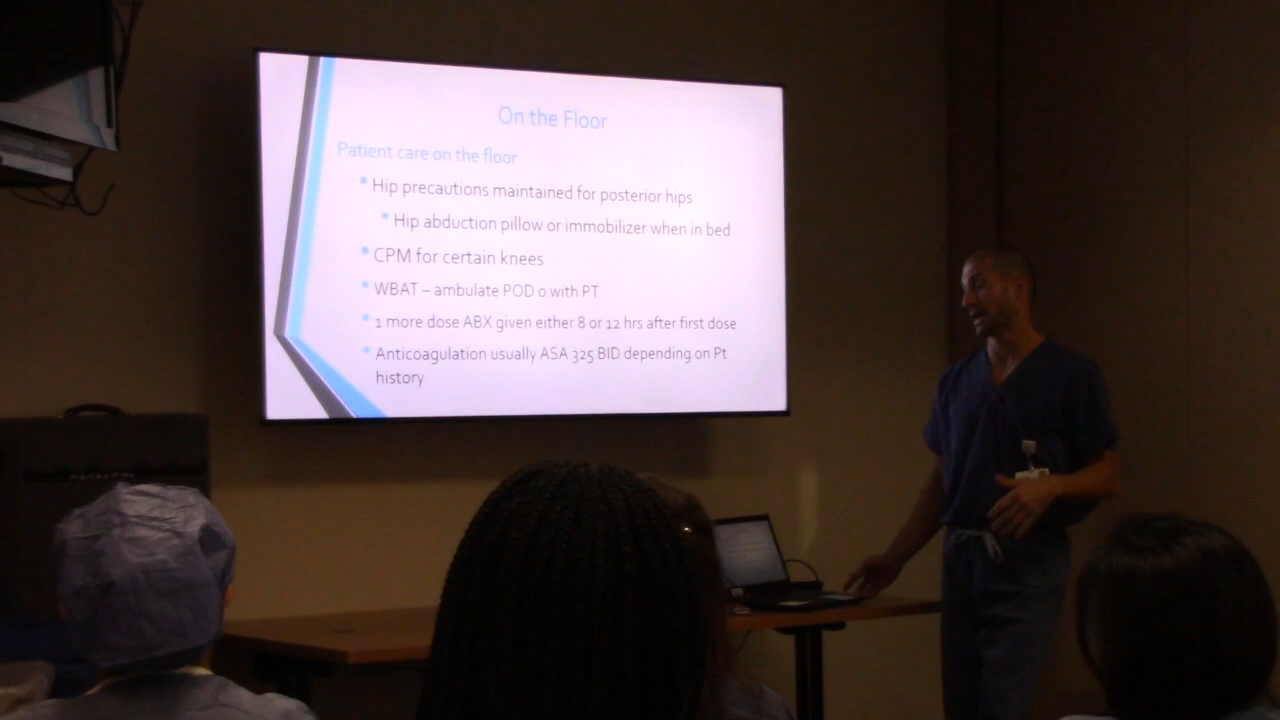 On the Floor
Patient care on the floor
Hip precautions maintained for posterior hips
Hip abduction pillow or immobilizer when in bed
CPM for certain knees
WBAT – ambulate POD 0 with PT
1 more dose ABX given either 8 or 12 hrs after first dose
Anticoagulation usually ASA 325 BID depending on Pt
history